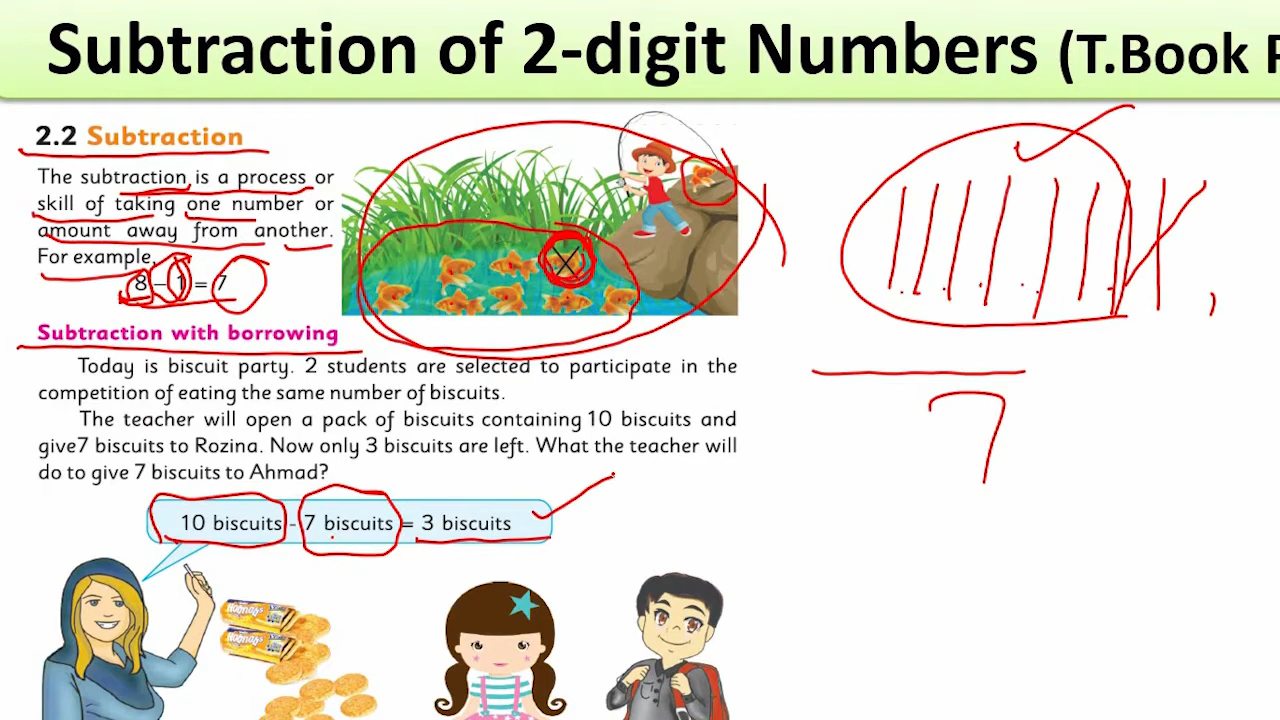 Subtraction of 2-digit Numbers (T.Book
2.2 Subtraction
The subtraction is a process or
skill of taking one number or
amount away from another.
For example,
8 – 1 = 7
Subtraction with borrowing
Today is biscuit party. 2 students are selected to participate in the
competition of eating the same number of biscuits.
The teacher will open a pack of biscuits containing 10 biscuits and
give7 biscuits to Rozina. Now only 3 biscuits are left. What the teacher will
do to give 7 biscuits to Ahmad?
10 biscuits - 7 biscuits = 3 biscuits
7